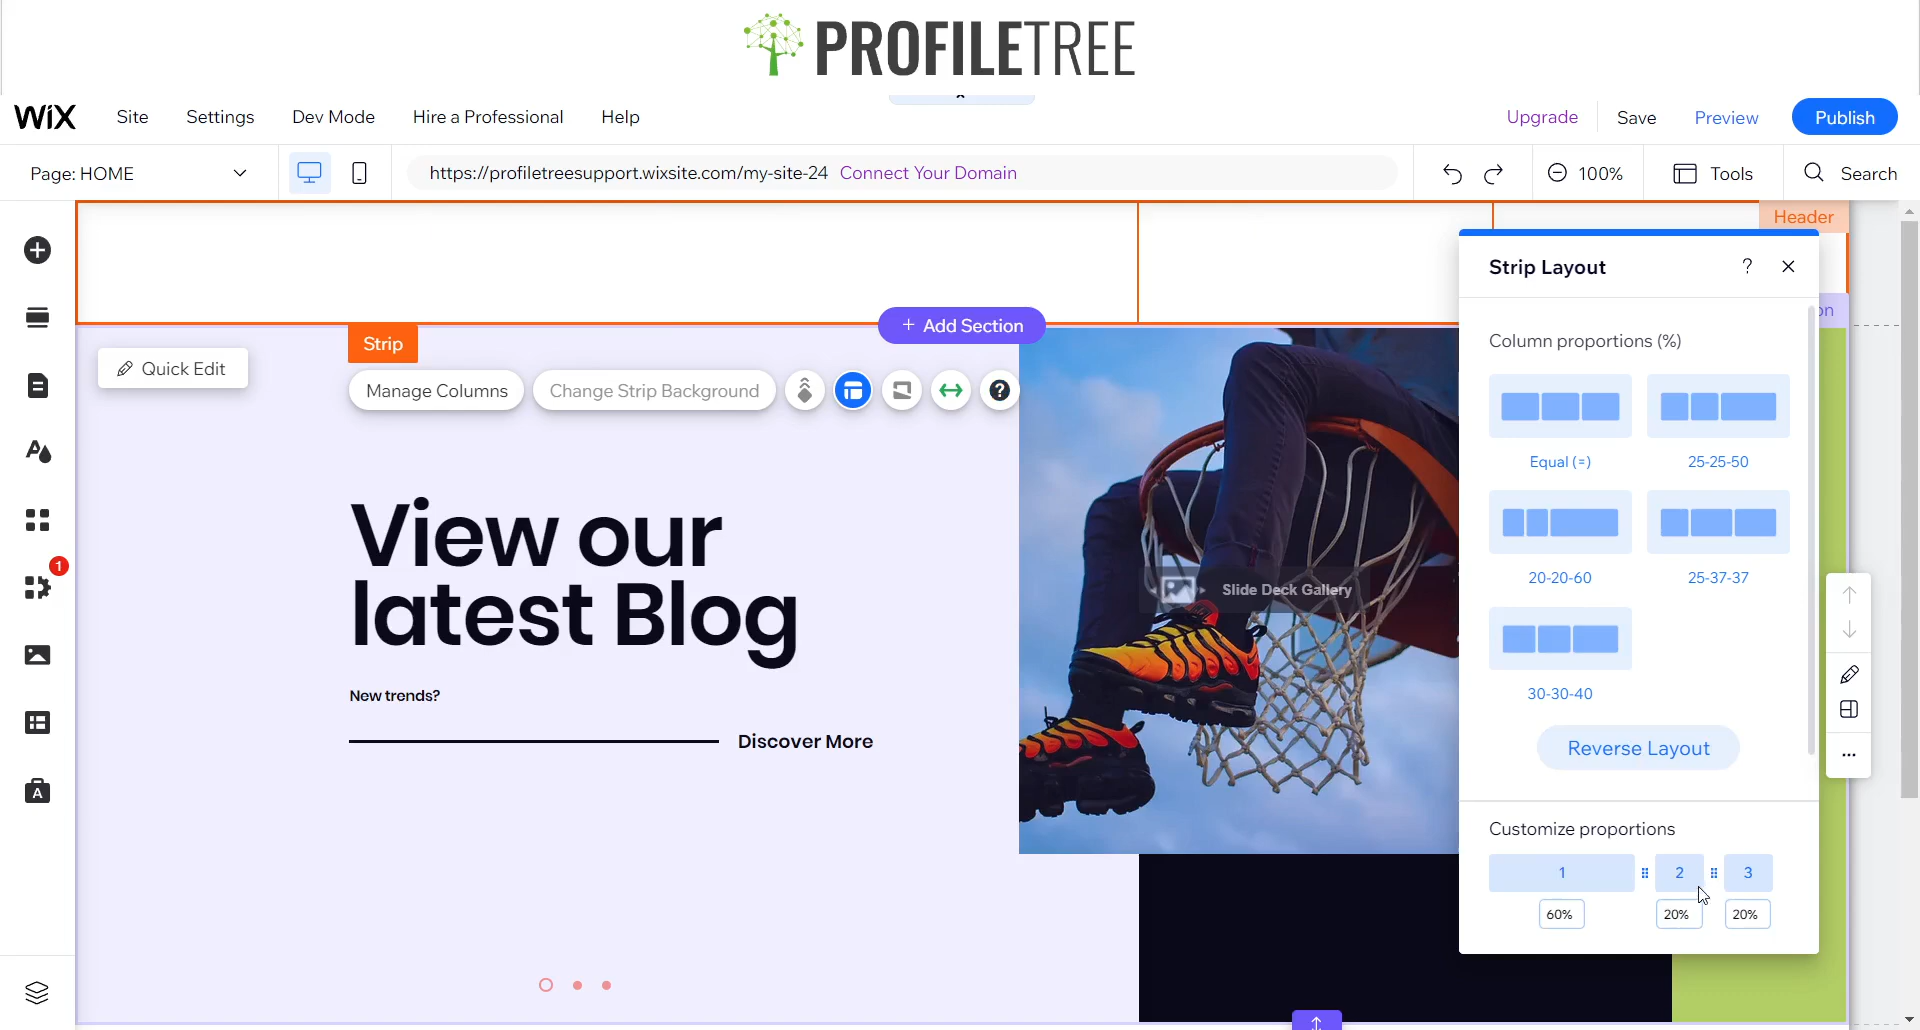 PROFILETREE
WiX Site Settings Dev Mode Hire a Professional Help Upgrade Save Preview Publish
Page: HOME https://profiletreesupport.wixsite.com/my-site-24 Connect Your Domain 100% Tools Search
Header
Strip Layout ?
Add Section
Strip
Quick Edit
Manage Columns Change Strip Background ?
View our
latest Blog
New trends?
Discover More
Slide Deck Gallery
Column proportions (%)
Equal (=) 25-25-50
20-20-60 25-37-37
30-30-40
Reverse Layout
Customize proportions
1 2 3
60% 20% 20%
on
1
A